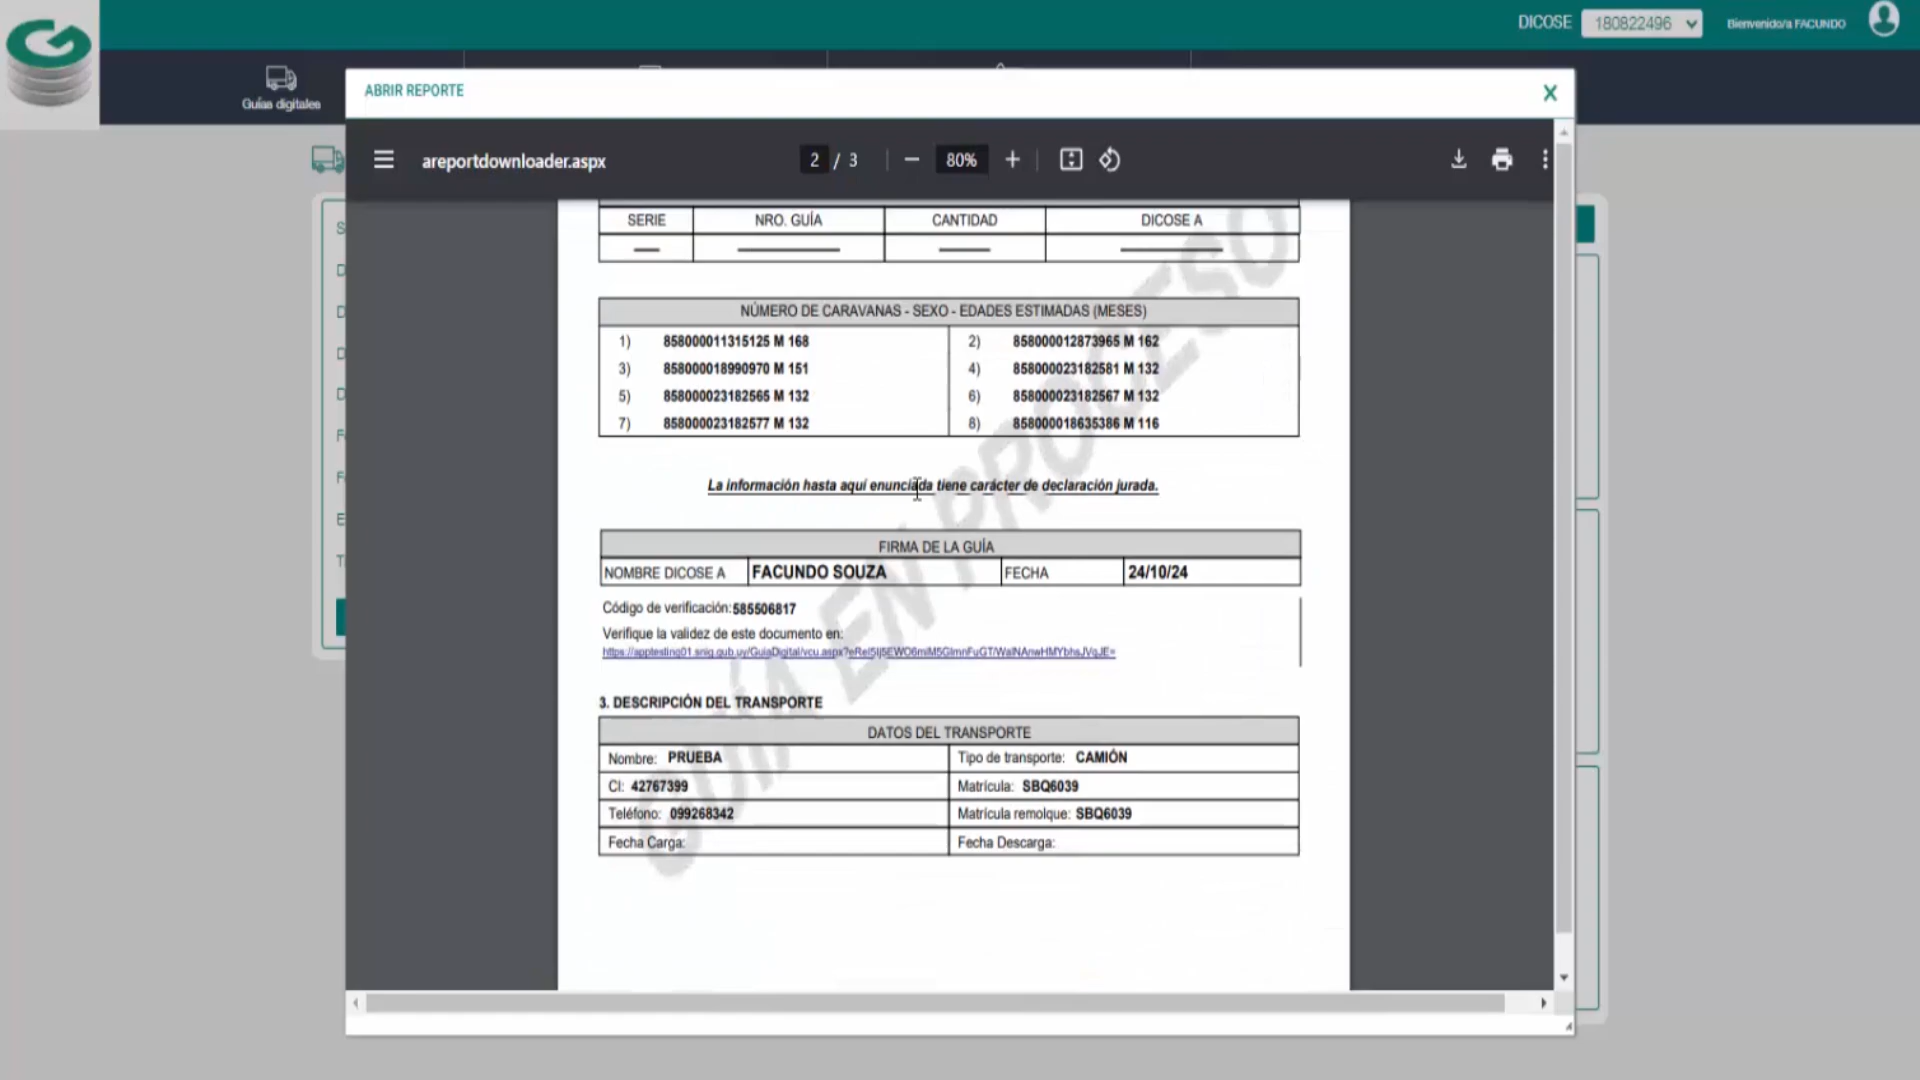 DICOSE 180822496 Bienvenido/a FACUNDO
Guías digitales
ABRIR REPORTE
X
areportdownloader.aspx
2 / 3
80%
SERIE NRO. GUÍA CANTIDAD DICOSE A
NÚMERO DE CARAVANAS - SEXO - EDADES ESTIMADAS (MESES)
1) 858000011315125 M 168 2) 858000012873965 M 162
3) 858000018990970 M 151 4) 858000023182581 M 132
5) 858000023182565 M 132 6) 858000023182567 M 132
7) 858000023182577 M 132 8) 858000018635386 M 116
La información hasta aquí enunciada tiene carácter de declaración jurada.
FIRMA DE LA GUÍA
NOMBRE DICOSE A FACUNDO SOUZA FECHA 24/10/24
Código de verificación:585506817
Verifique la validez de este documento en:
3. DESCRIPCIÓN DEL TRANSPORTE
DATOS DEL TRANSPORTE
Nombre: PRUEBA Tipo de transporte: CAMIÓN
CI: 42767399 Matrícula: SBQ6039
Teléfono: 099268342 Matrícula remolque: SBQ6039
Fecha Carga: Fecha Descarga:
GUÍA EN PROCESO